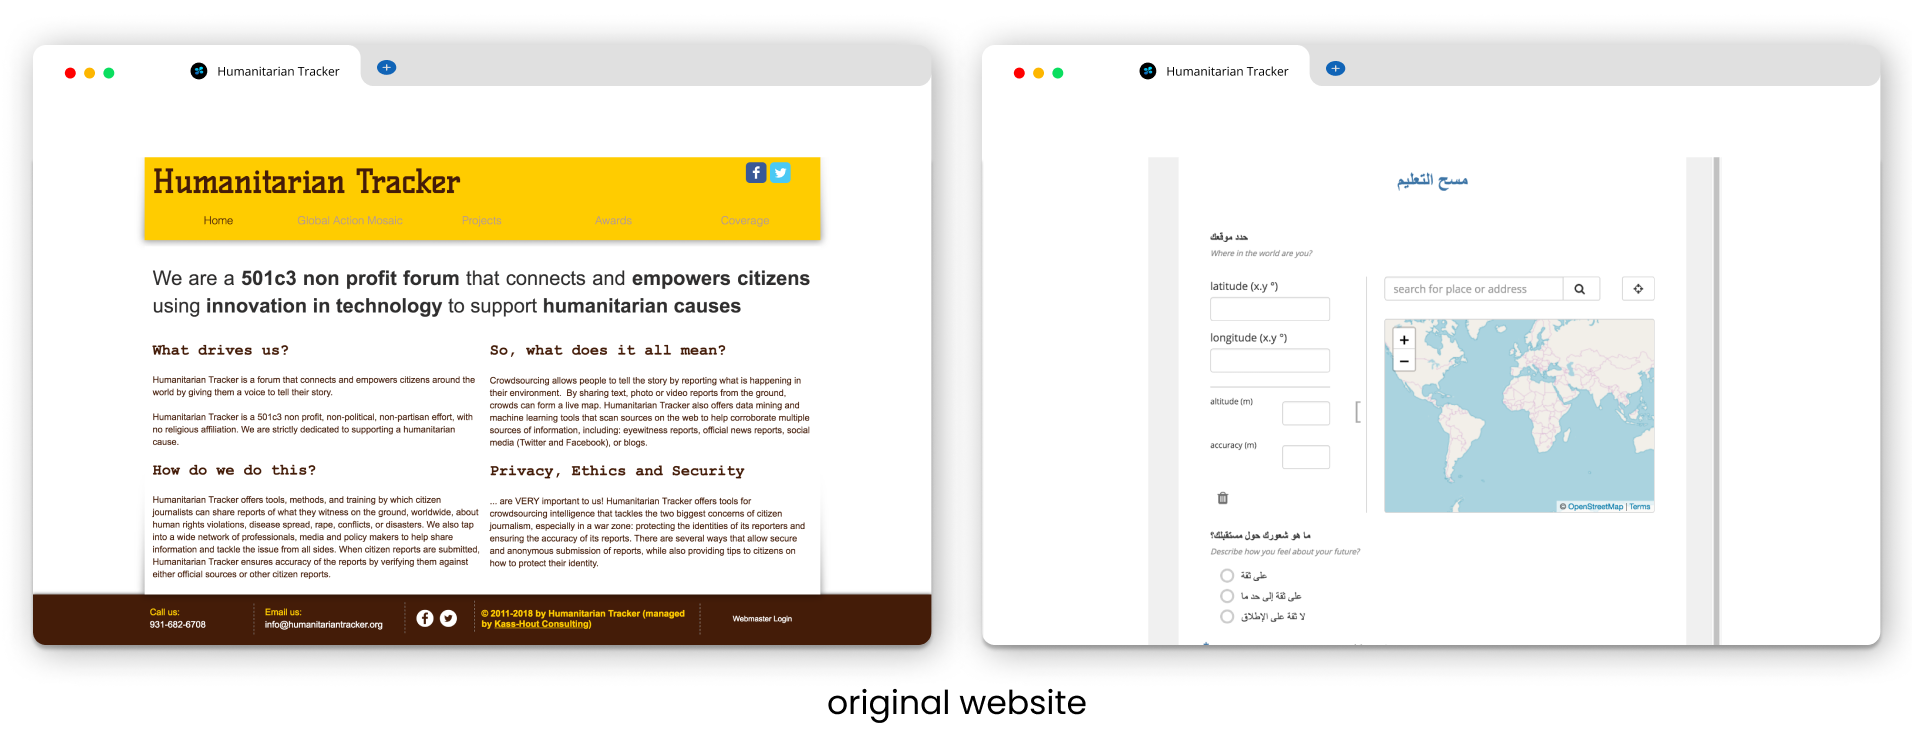 Humanitarian Tracker
Humanitarian Tracker
Home Global Action Mosaic Projects Awards Coverage
We are a 501c3 non profit forum that connects and empowers citizens
using innovation in technology to support humanitarian causes
What drives us?
Humanitarian Tracker is a forum that connects and empowers citizens around the
world by giving them a voice to tell their story.
Humanitarian Tracker is a 501c3 non profit, non-political, non-partisan effort, with
no religious affiliation. We are strictly dedicated to supporting a humanitarian
cause.
How do we do this?
Humanitarian Tracker offers tools, methods, and training by which citizen
journalists can share reports of what they witness on the ground, worldwide, about
human rights violations, disease spread, rape, conflicts, or disasters. We also tap
into a wide network of professionals, media and policy makers to help share
information and tackle the issue from all sides. When citizen reports are submitted,
Humanitarian Tracker ensures accuracy of the reports by verifying them against
either official sources or other citizen reports.
So, what does it all mean?
Crowdsourcing allows people to tell the story by reporting what is happening in
their environment. By sharing text, photo or video reports from the ground,
crowds can form a live map. Humanitarian Tracker also offers data mining and
machine learning tools that scan sources on the web to help corroborate multiple
sources of information, including: eyewitness reports, official news reports, social
media (Twitter and Facebook), or blogs.
Privacy, Ethics and Security
... are VERY important to us! Humanitarian Tracker offers tools for
crowdsourcing intelligence that tackles the two biggest concerns of citizen
journalism, especially in a war zone: protecting the identities of its reporters and
ensuring the accuracy of its reports. There are several ways that allow secure
and anonymous submission of reports, while also providing tips to citizens on
how to protect their identity.
Call us:
931-682-6708
Email us:
info@humanitariantracker.org
© 2011-2018 by Humanitarian Tracker (managed
by Kass-Hout Consulting)
Webmaster Login
Humanitarian Tracker
مسح التعليم
حدد موقعك
Where in the world are you?
latitude (x.y °)
longitude (x.y °)
altitude (m)
accuracy (m)
search for place or address
+
−
© OpenStreetMap | Terms
ما هو شعورك حول مستقبلك؟
Describe how you feel about your future?
على ثقة
على ثقة إلى حد ما
لا ثقة على الإطلاق
original website